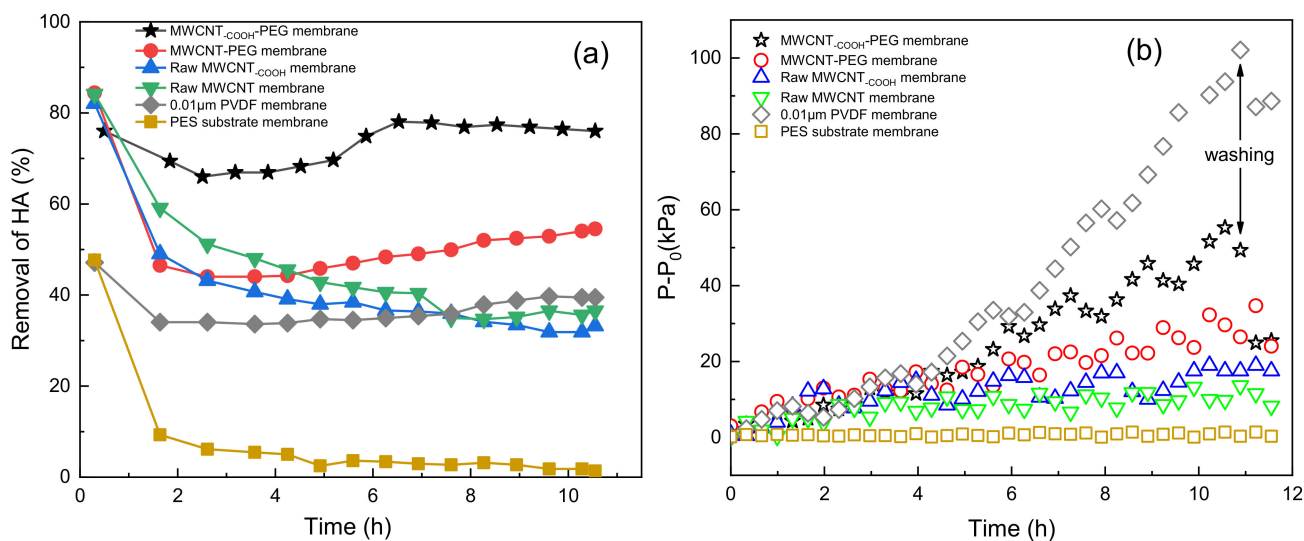 (a)
Removal of HA (%)
100
80
60
40
20
0
MWCNT-COOH-PEG membrane
MWCNT-PEG membrane
Raw MWCNT-COOH membrane
Raw MWCNT membrane
0.01μm PVDF membrane
PES substrate membrane
0 2 4 6 8 10
Time (h)
(b)
P-P0(kPa)
100
80
60
40
20
0
MWCNT-COOH-PEG membrane
MWCNT-PEG membrane
Raw MWCNT-COOH membrane
Raw MWCNT membrane
0.01μm PVDF membrane
PES substrate membrane
washing
0 2 4 6 8 10 12
Time (h)